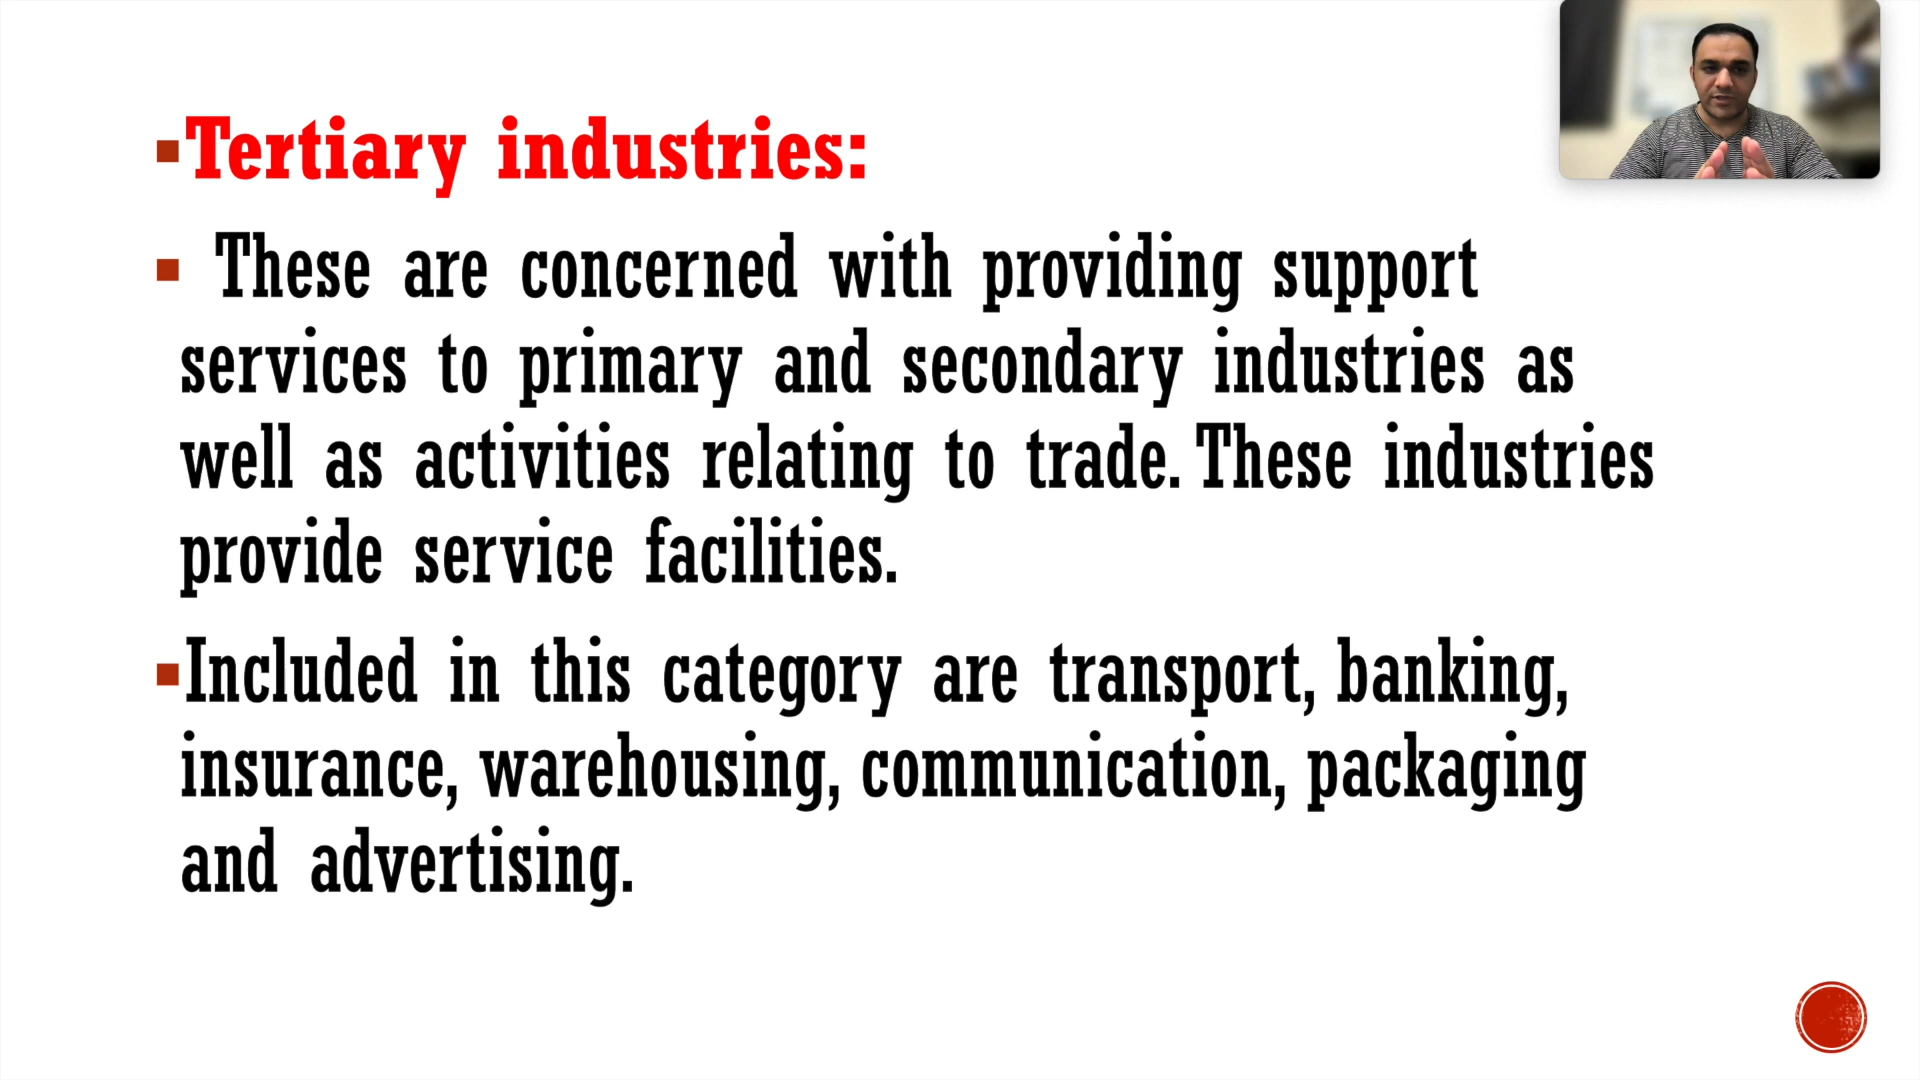 Tertiary industries:
These are concerned with providing support
services to primary and secondary industries as
well as activities relating to trade. These industries
provide service facilities.
Included in this category are transport, banking,
insurance, warehousing, communication, packaging
and advertising.